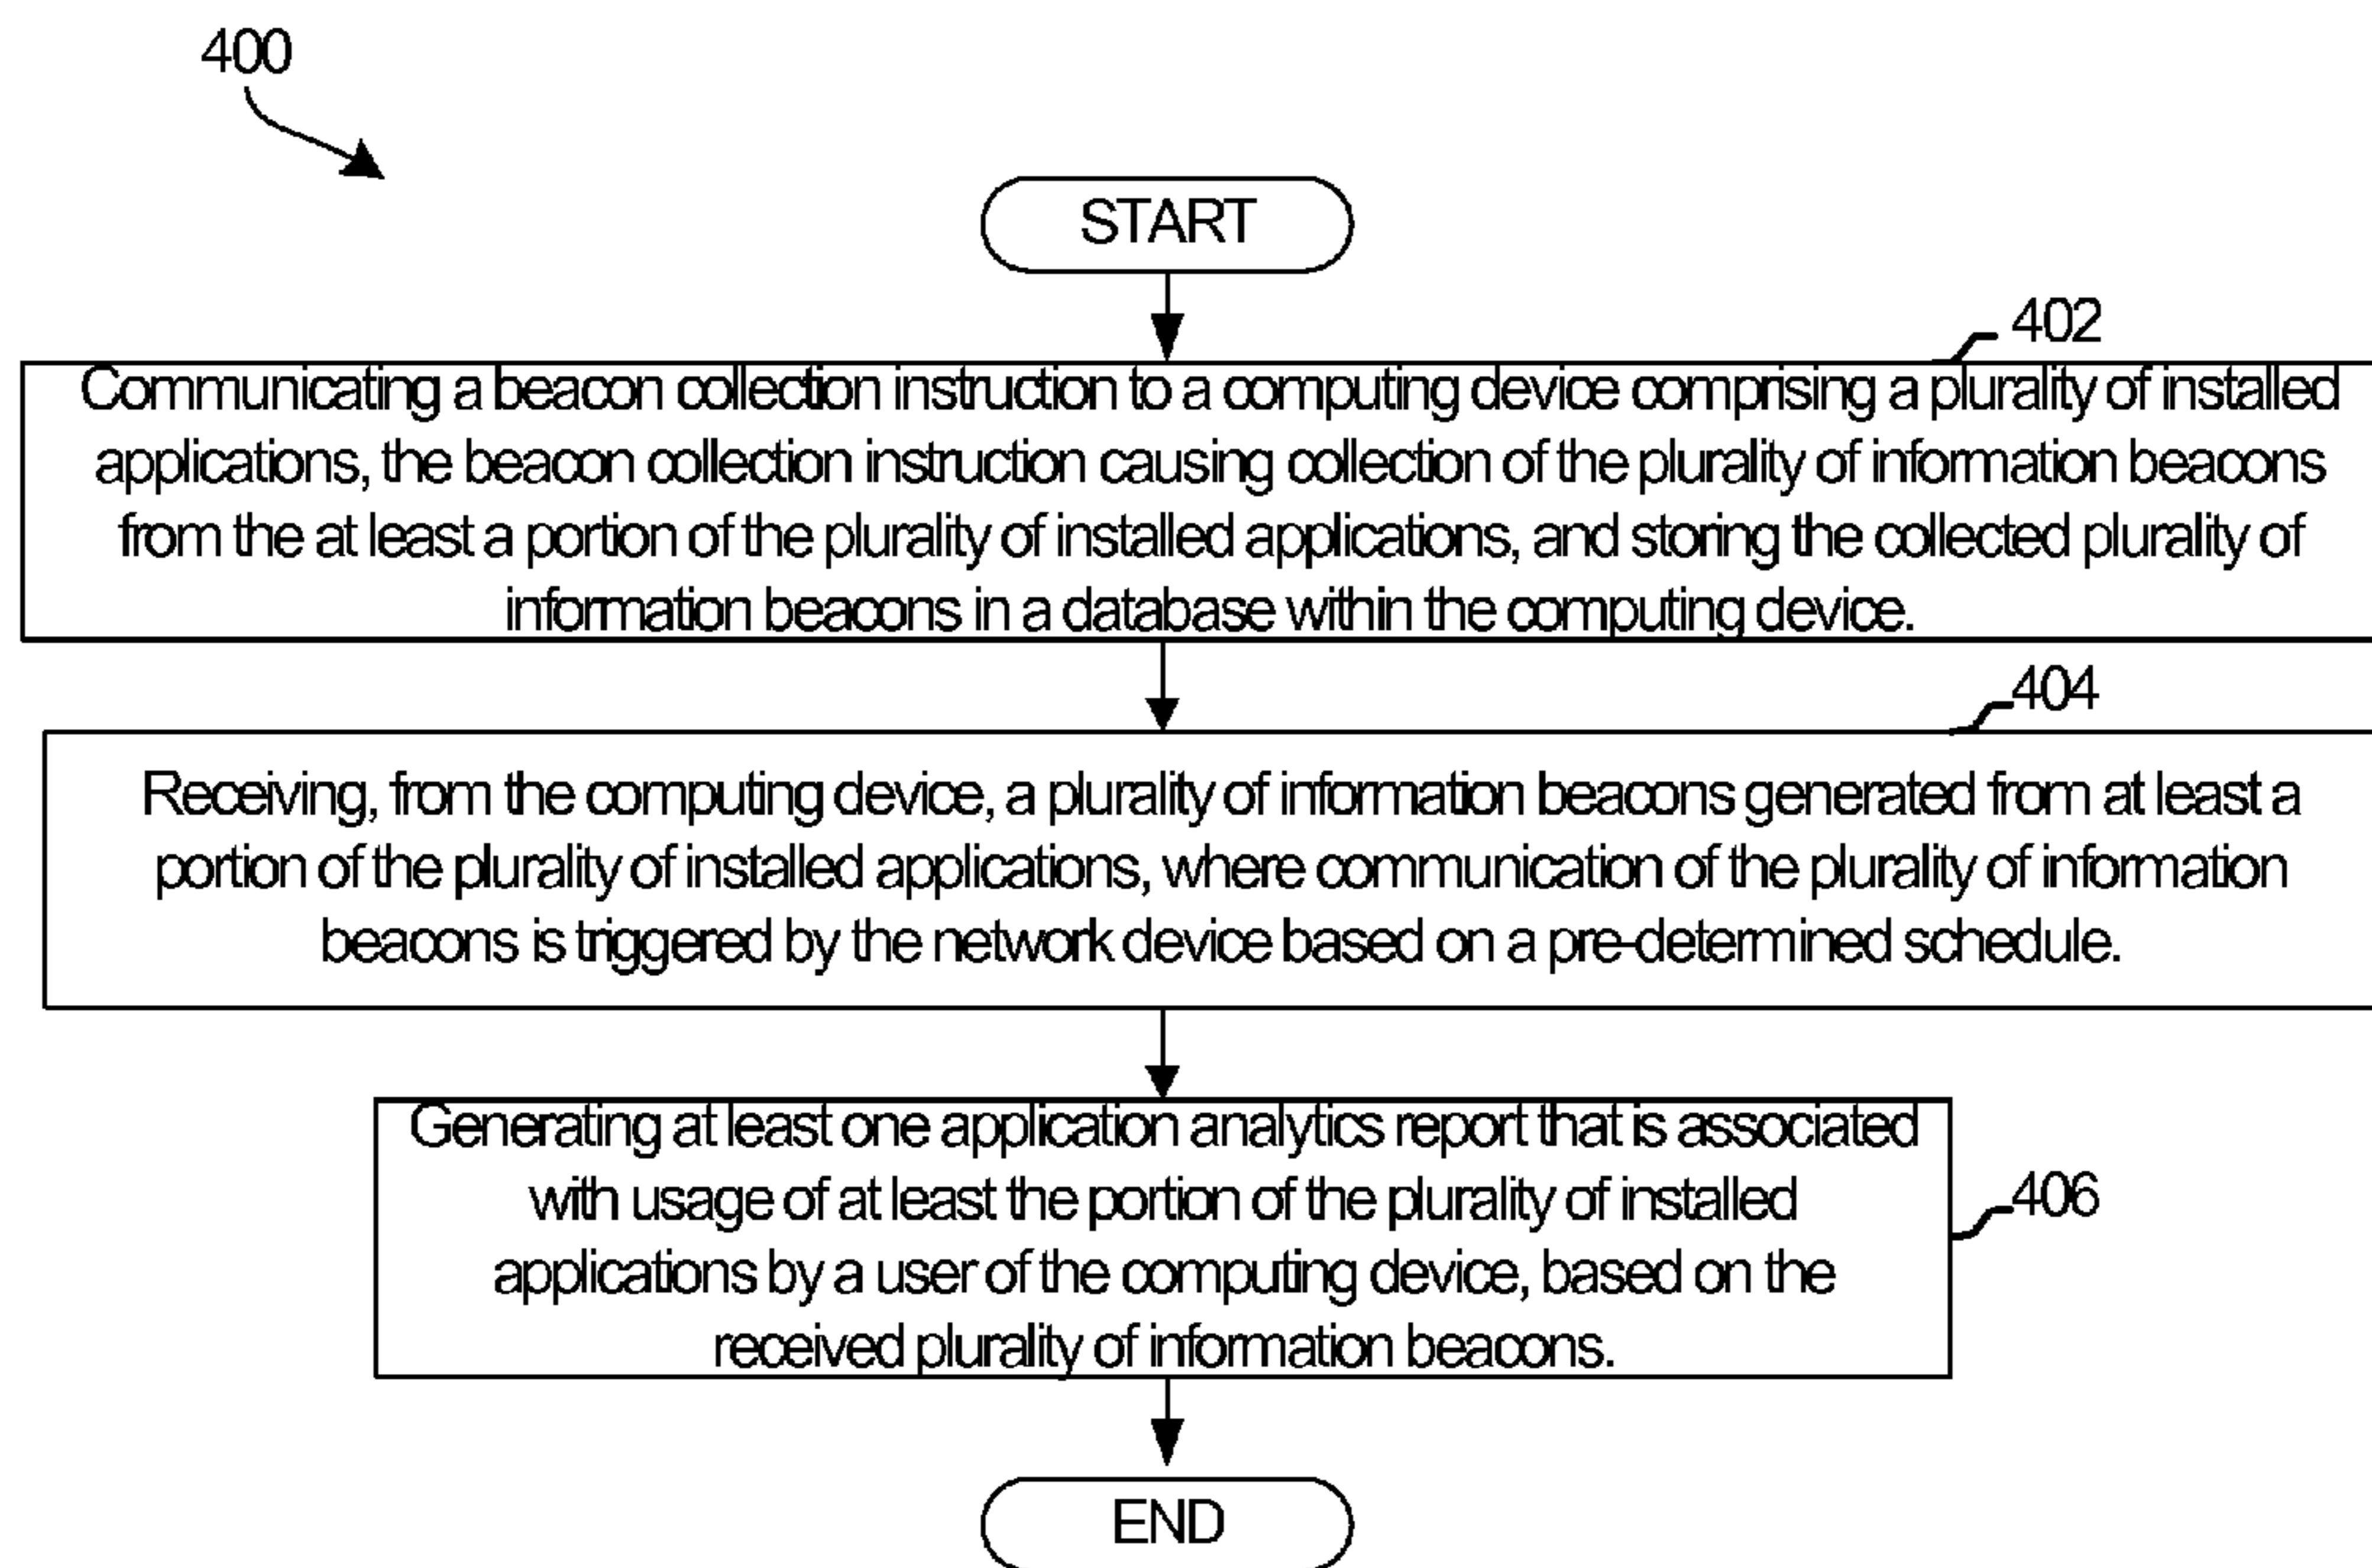 400
START
402
Communicating a beacon collection instruction to a computing device comprising a plurality of installed
applications, the beacon collection instruction causing collection of the plurality of information beacons
from the at least a portion of the plurality of installed applications, and storing the collected plurality of
information beacons in a database within the computing device.
404
Receiving, from the computing device, a plurality of information beacons generated from at least a
portion of the plurality of installed applications, where communication of the plurality of information
beacons is triggered by the network device based on a pre-determined schedule.
Generating at least one application analytics report that is associated
with usage of at least the portion of the plurality of installed
applications by a user of the computing device, based on the
received plurality of information beacons.
406
END